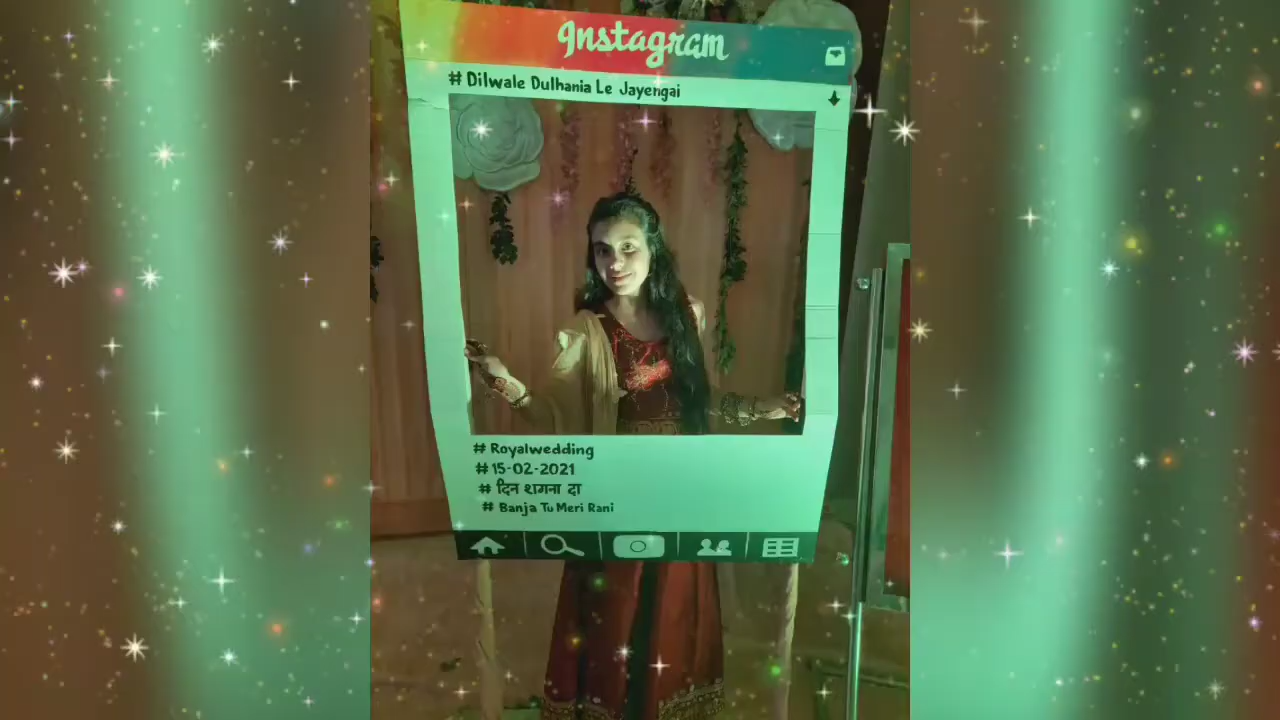 Instagram
# Dilwale Dulhania Le Jayengai
# Royalwedding
# 15-02-2021
# दिन शगना दा
# Banja Tu Meri Rani